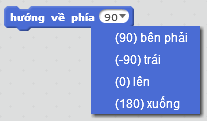 hướng về phía 90
(90) bên phải
(-90) trái
(0) lên
(180) xuống